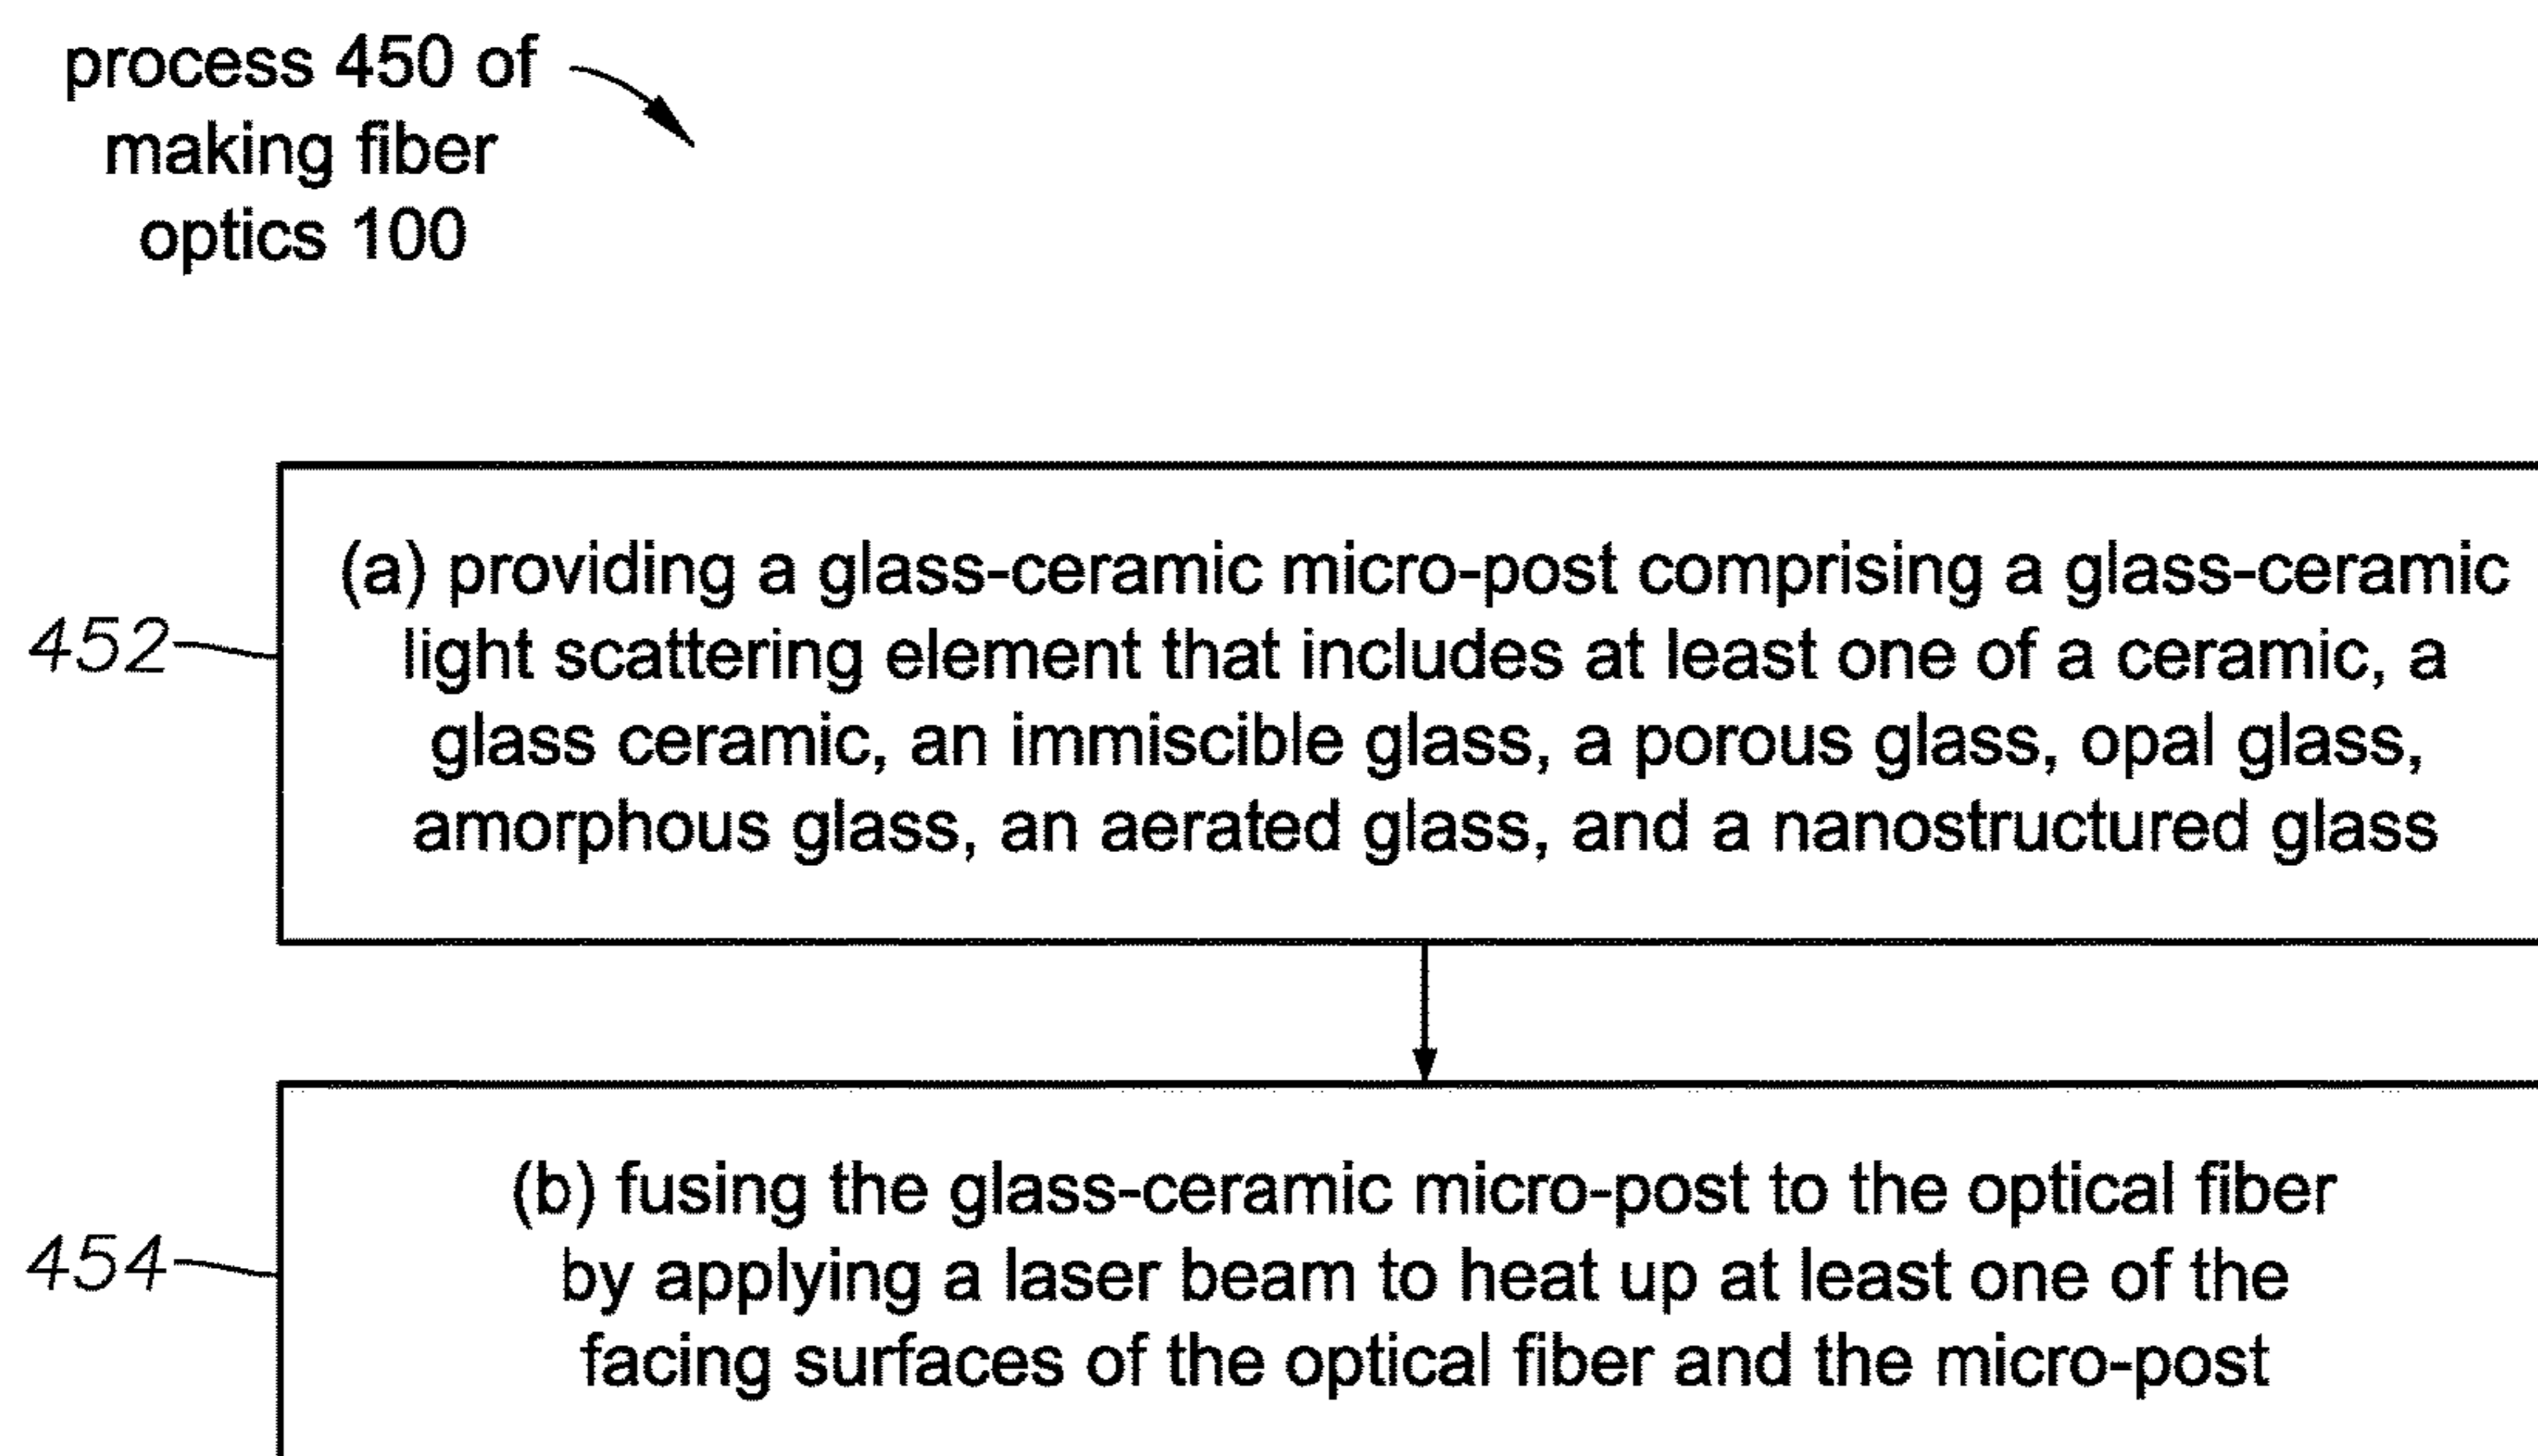 process 450 of
making fiber
optics 100
452
(a) providing a glass-ceramic micro-post comprising a glass-ceramic
light scattering element that includes at least one of a ceramic, a
glass ceramic, an immiscible glass, a porous glass, opal glass,
amorphous glass, an aerated glass, and a nanostructured glass
454
(b) fusing the glass-ceramic micro-post to the optical fiber
by applying a laser beam to heat up at least one of the
facing surfaces of the optical fiber and the micro-post